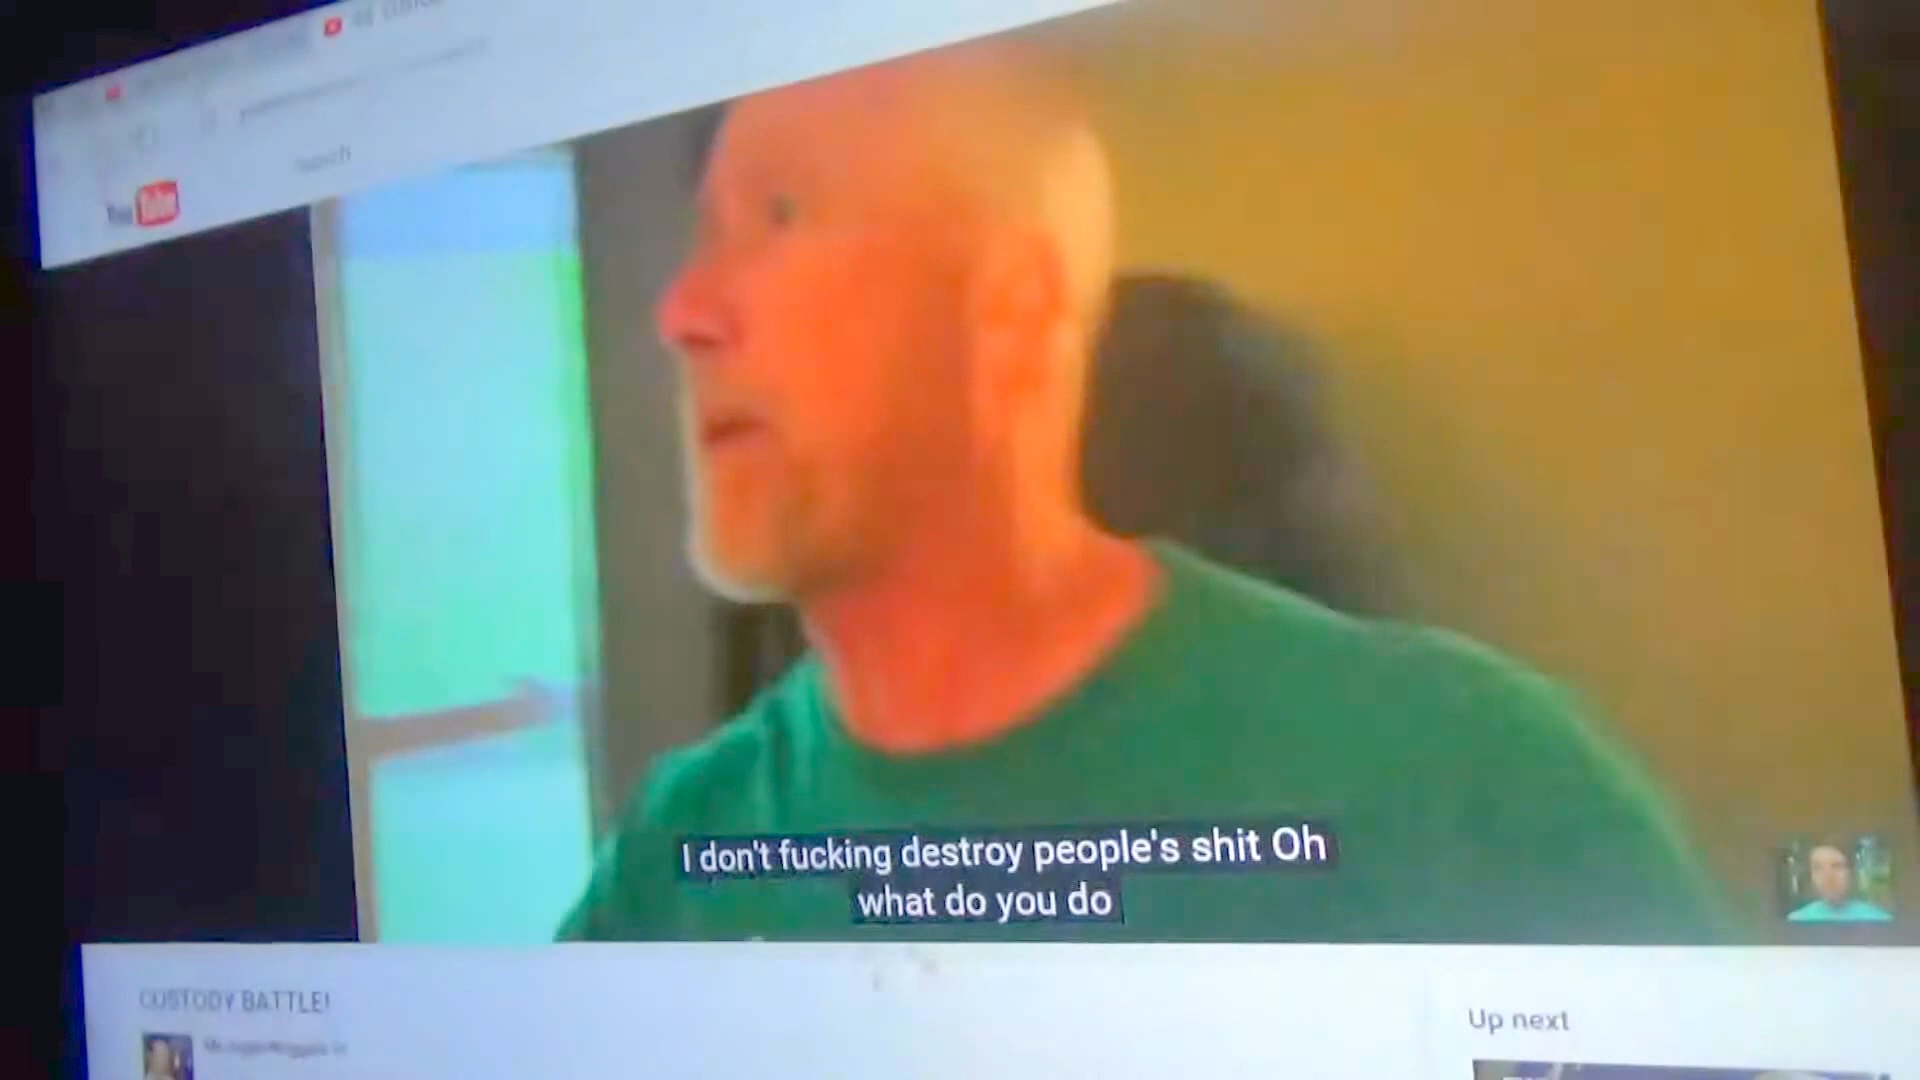 YouTube
Search
I don't fucking destroy people's shit Oh
what do you do
CUSTODY BATTLE!
Up next